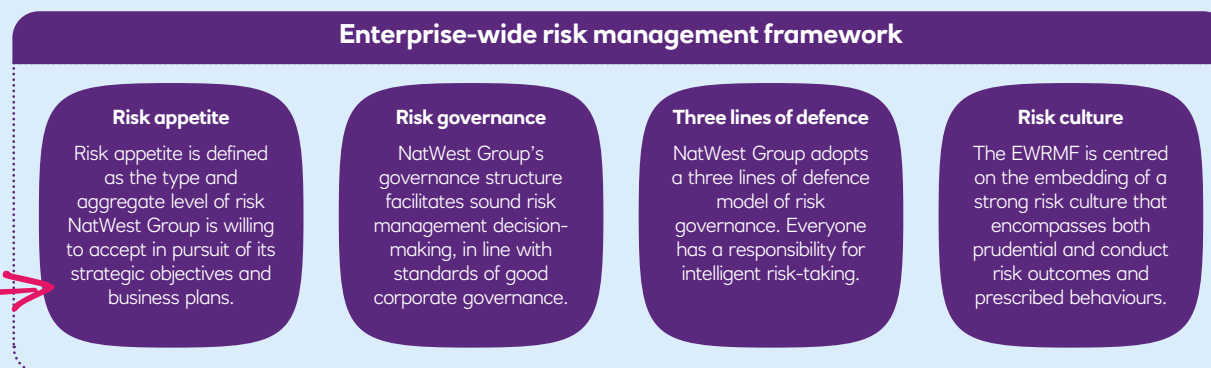 Enterprise-wide risk management framework
Risk appetite
Risk appetite is defined
as the type and
aggregate level of risk
NatWest Group is willing
to accept in pursuit of its
strategic objectives and
business plans.
Risk governance
NatWest Group’s
governance structure
facilitates sound risk
management decision-
making, in line with
standards of good
corporate governance.
Three lines of defence
NatWest Group adopts
a three lines of defence
model of risk
governance. Everyone
has a responsibility for
intelligent risk-taking.
Risk culture
The EWRMF is centred
on the embedding of a
strong risk culture that
encompasses both
prudential and conduct
risk outcomes and
prescribed behaviours.